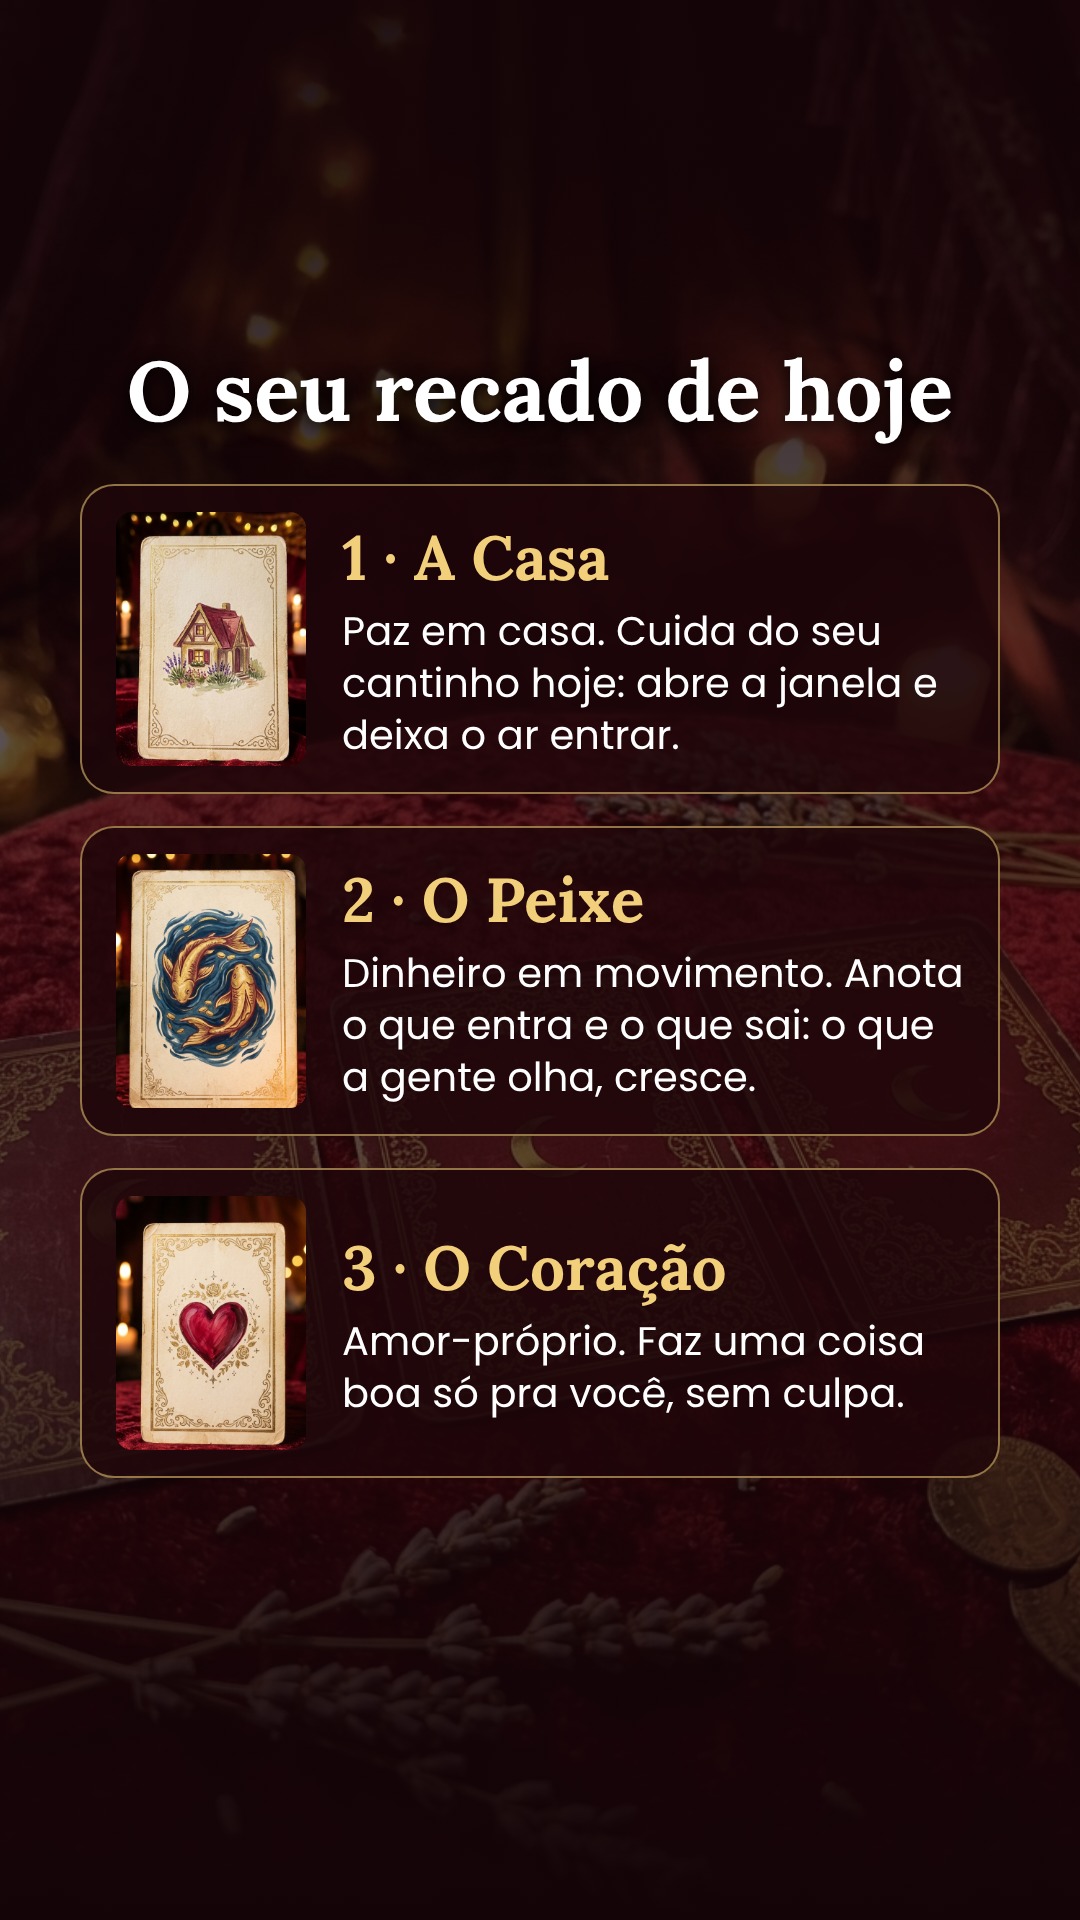 O seu recado de hoje
1 · A Casa
Paz em casa. Cuida do seu
cantinho hoje: abre a janela e
deixa o ar entrar.
2 · O Peixe
Dinheiro em movimento. Anota
o que entra e o que sai: o que
a gente olha, cresce.
3 · O Coração
Amor-próprio. Faz uma coisa
boa só pra você, sem culpa.